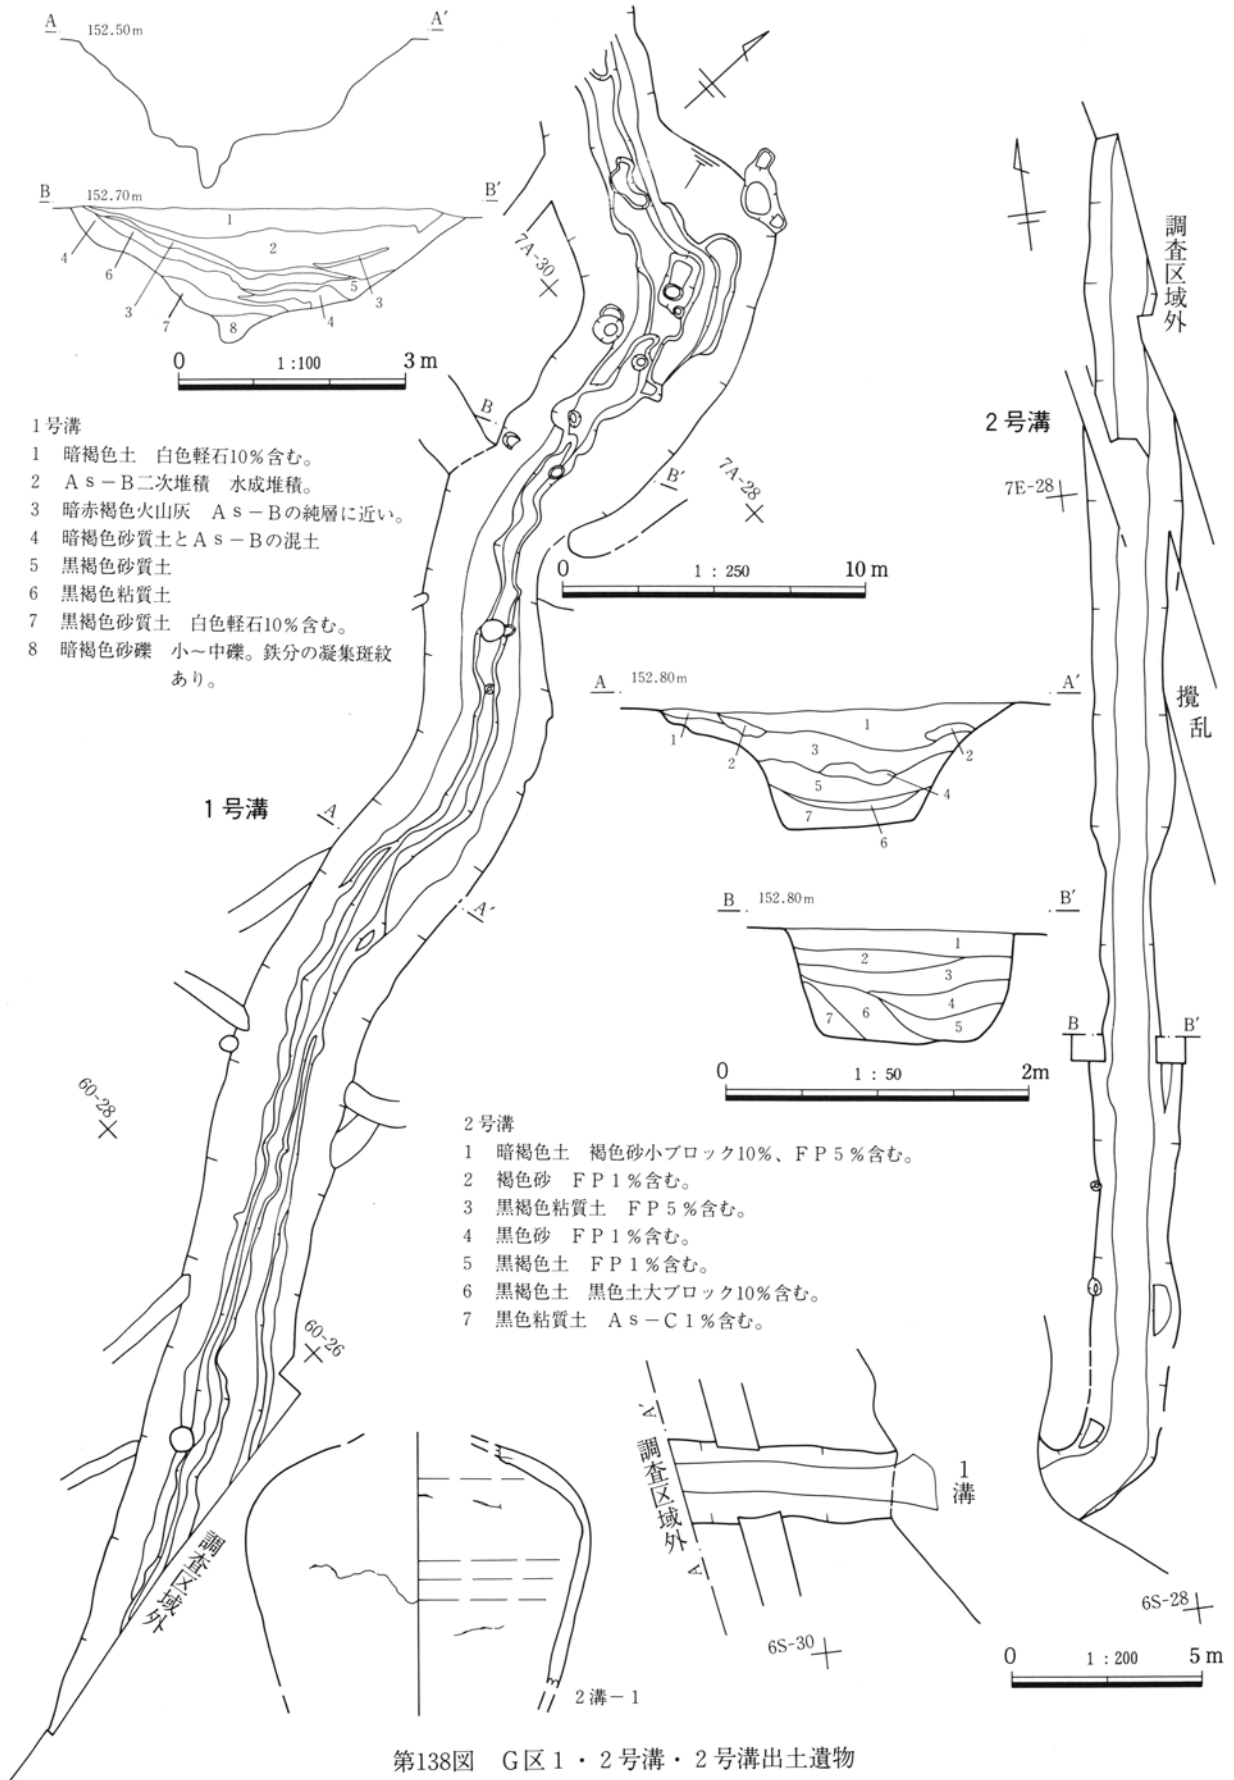 A 152.50m A′
B 152.70m B′
1
2
3
4
5
6
7
8
3
4
0 1:100 3m
1号溝
1 暗褐色土 白色軽石10%含む。
2 As－B二次堆積 水成堆積。
3 暗赤褐色火山灰 As－Bの純層に近い。
4 暗褐色砂質土とAs－Bの混土
5 黒褐色砂質土
6 黒褐色粘質土
7 黒褐色砂質土 白色軽石10%含む。
8 暗褐色砂礫 小～中礫。鉄分の凝集斑紋
あり。
7A-30
B
B′
7A-28
0 1:250 10m
1号溝
A
A′
60-28
60-26
調査区域外
調査区域外
2号溝
7E-28
攪乱
B B′
A 152.80m A′
1
1
2
3
2
5
4
7
6
B 152.80m B′
1
2
3
4
7
6
5
0 1:50 2m
2号溝
1 暗褐色土 褐色砂小ブロック10%、FP5%含む。
2 褐色砂 FP1%含む。
3 黒褐色粘質土 FP5%含む。
4 黒色砂 FP1%含む。
5 黒褐色土 FP1%含む。
6 黒褐色土 黒色土大ブロック10%含む。
7 黒色粘質土 As－C1%含む。
A′
調査区域外
A
1溝
6S-30
6S-28
0 1:200 5m
2溝－1
第138図 G区1・2号溝・2号溝出土遺物